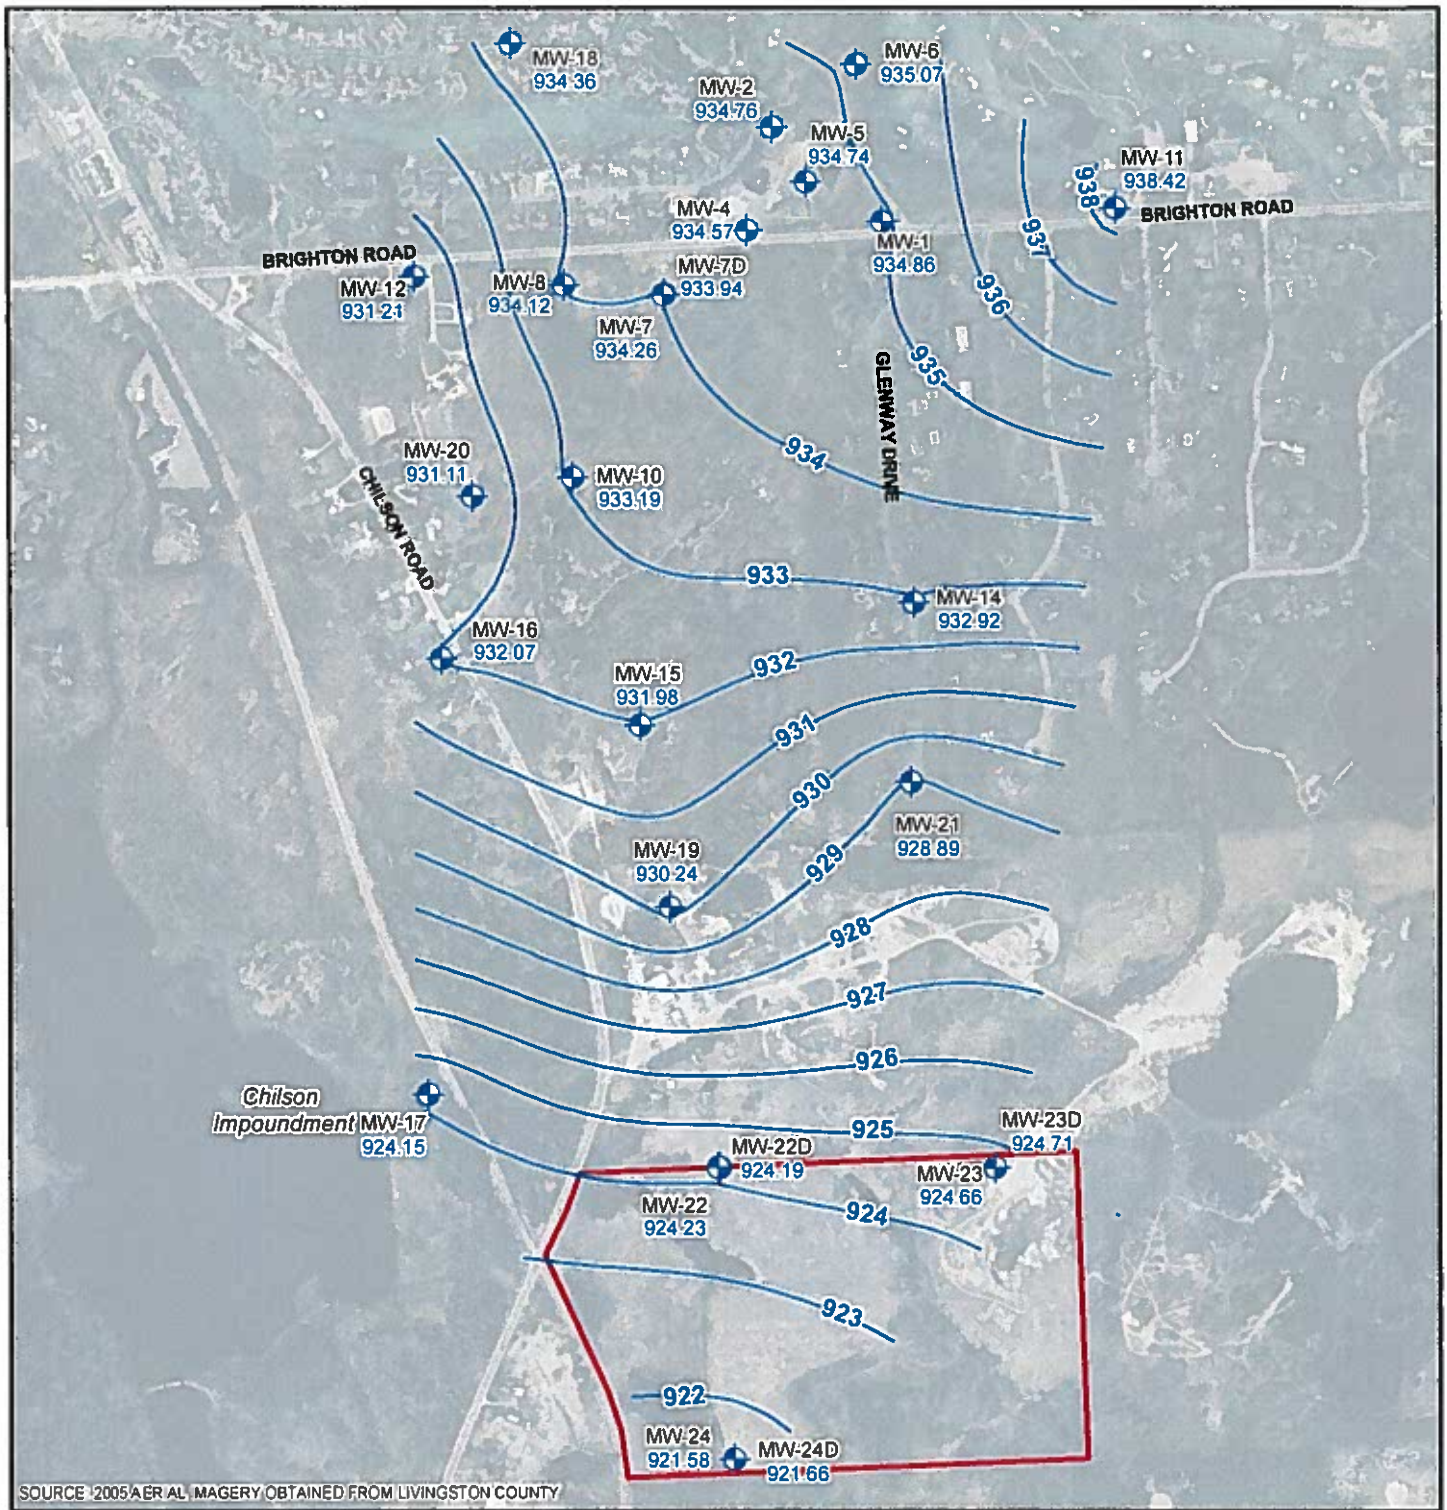 MW-18
934.36
MW-6
935.07
MW-2
934.76
MW-5
934.74
MW-11
938.42
938
BRIGHTON ROAD
MW-4
934.57
MW-1
934.86
937
BRIGHTON ROAD
MW-12
931.21
MW-8
934.12
MW-7D
933.94
MW-7
934.26
936
935
GLENWAY DRIVE
934
MW-20
931.11
CHILSON ROAD
MW-10
933.19
933
MW-14
932.92
MW-16
932.07
932
MW-15
931.98
931
930
MW-21
928.89
MW-19
930.24
929
928
927
926
Chilson
Impoundment
MW-17
924.15
925
MW-23D
924.71
MW-22D
924.19
MW-23
924.66
MW-22
924.23
924
923
922
MW-24
921.58
MW-24D
921.66
SOURCE 2005 AERIAL IMAGERY OBTAINED FROM LIVINGSTON COUNTY